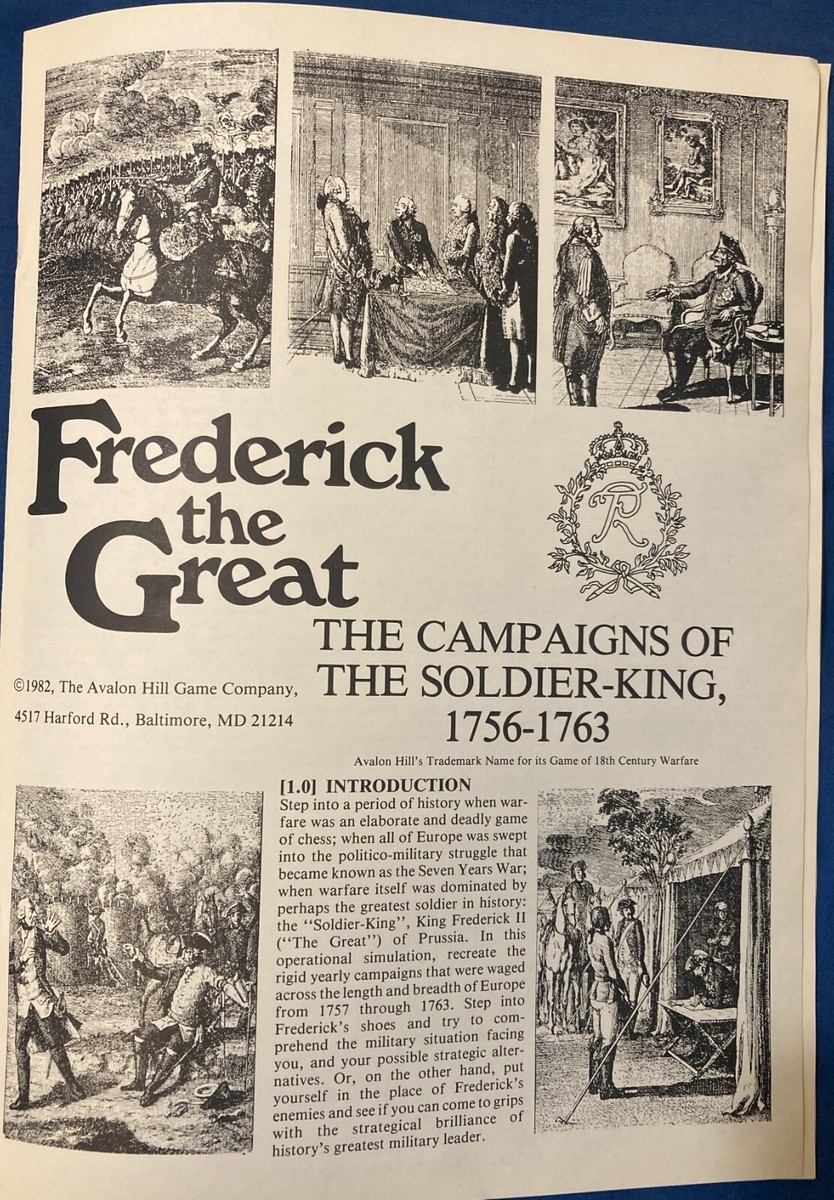 Frederick
the
Great
FR
THE CAMPAIGNS OF
THE SOLDIER-KING,
1756-1763
©1982, The Avalon Hill Game Company,
4517 Harford Rd., Baltimore, MD 21214
Avalon Hill's Trademark Name for its Game of 18th Century Warfare
[1.0] INTRODUCTION
Step into a period of history when war-
fare was an elaborate and deadly game
of chess; when all of Europe was swept
into the politico-military struggle that
became known as the Seven Years War;
when warfare itself was dominated by
perhaps the greatest soldier in history:
the "Soldier-King", King Frederick II
("The Great") of Prussia. In this
operational simulation, recreate the
rigid yearly campaigns that were waged
across the length and breadth of Europe
from 1757 through 1763. Step into
Frederick's shoes and try to com-
prehend the military situation facing
you, and your possible strategic alter-
natives. Or, on the other hand, put
yourself in the place of Frederick's
enemies and see if you can come to grips
with the strategical brilliance of
history's greatest military leader.